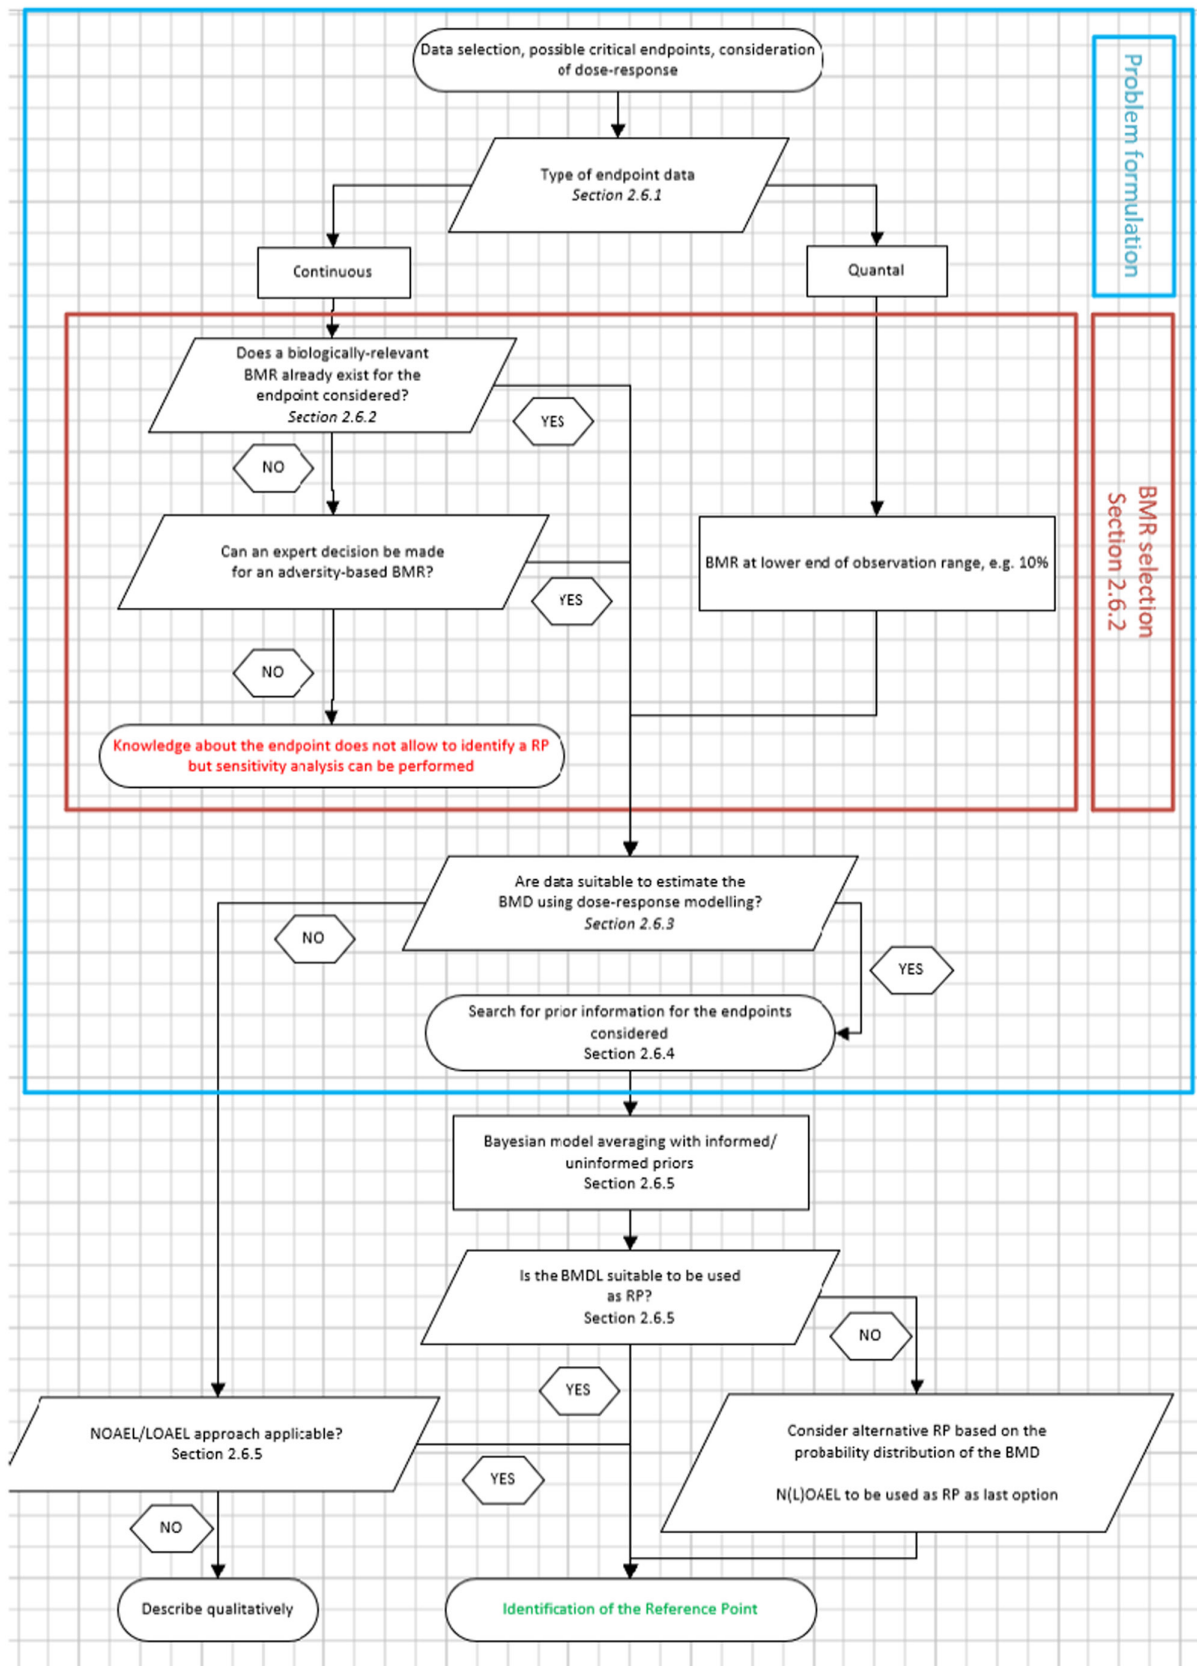 Data selection, possible critical endpoints, consideration
of dose-response
Problem formulation
Type of endpoint data
Section 2.6.1
Continuous
Quantal
Does a biologically-relevant
BMR already exist for the
endpoint considered?
Section 2.6.2
YES
NO
BMR selection
Section 2.6.2
Can an expert decision be made
for an adversity-based BMR?
BMR at lower end of observation range, e.g. 10%
YES
NO
Knowledge about the endpoint does not allow to identify a RP
but sensitivity analysis can be performed
Are data suitable to estimate the
BMD using dose-response modelling?
Section 2.6.3
NO
YES
Search for prior information for the endpoints
considered
Section 2.6.4
Bayesian model averaging with informed/
uninformed priors
Section 2.6.5
Is the BMDL suitable to be used
as RP?
Section 2.6.5
NO
YES
NOAEL/LOAEL approach applicable?
Section 2.6.5
Consider alternative RP based on the
probability distribution of the BMD
N(L)OAEL to be used as RP as last option
YES
NO
Describe qualitatively
Identification of the Reference Point